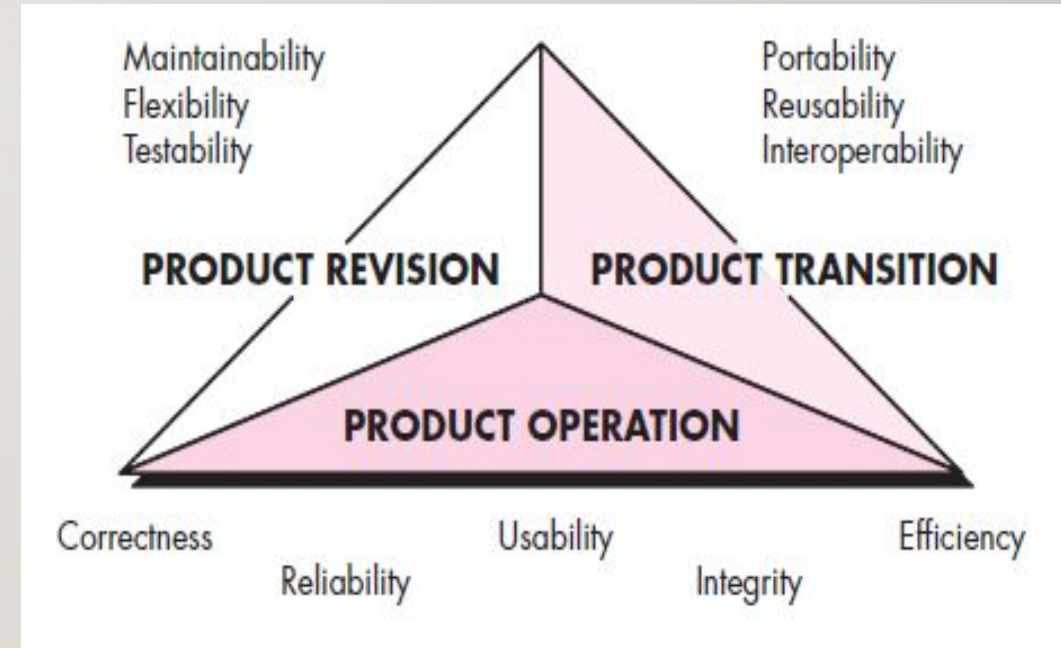 Maintainability
Flexibility
Testability
Portability
Reusability
Interoperability
PRODUCT REVISION
PRODUCT TRANSITION
PRODUCT OPERATION
Correctness
Usability
Efficiency
Reliability
Integrity